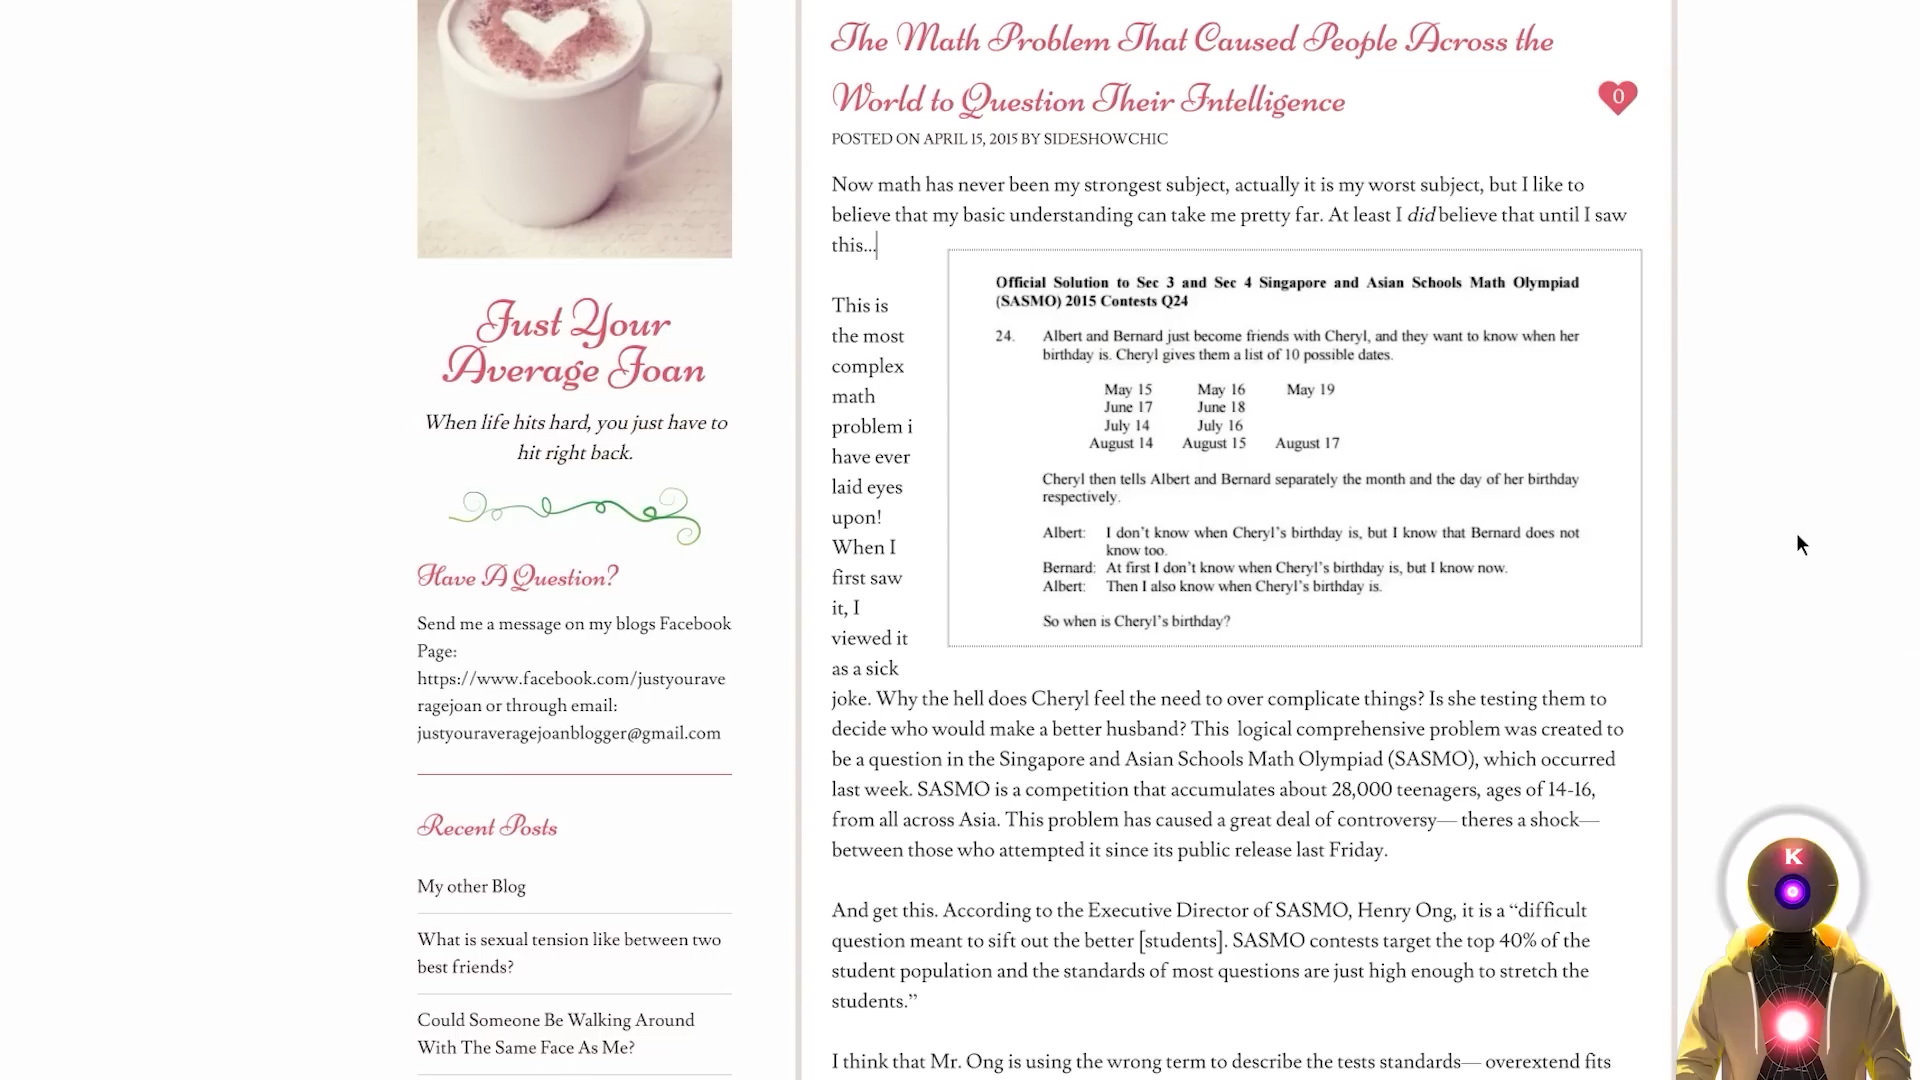 Just Your
Average Joan
When life hits hard, you just have to
hit right back.
Have A Question?
Send me a message on my blogs Facebook
Page:
https://www.facebook.com/justyourave
ragejoan or through email:
justyouraveragejoanblogger@gmail.com
Recent Posts
My other Blog
What is sexual tension like between two
best friends?
Could Someone Be Walking Around
With The Same Face As Me?
The Math Problem That Caused People Across the
World to Question Their Intelligence
0
POSTED ON APRIL 15, 2015 BY SIDESHOWCHIC
Now math has never been my strongest subject, actually it is my worst subject, but I like to
believe that my basic understanding can take me pretty far. At least I did believe that until I saw
this...
Official Solution to Sec 3 and Sec 4 Singapore and Asian Schools Math Olympiad
(SASMO) 2015 Contests Q24
24. Albert and Bernard just become friends with Cheryl, and they want to know when her
birthday is. Cheryl gives them a list of 10 possible dates.
May 15 May 16 May 19
June 17 June 18
July 14 July 16
August 14 August 15 August 17
Cheryl then tells Albert and Bernard separately the month and the day of her birthday
respectively.
Albert: I don't know when Cheryl's birthday is, but I know that Bernard does not
know too.
Bernard: At first I don't know when Cheryl's birthday is, but I know now.
Albert: Then I also know when Cheryl's birthday is.
So when is Cheryl's birthday?
This is
the most
complex
math
problem i
have ever
laid eyes
upon!
When I
first saw
it, I
viewed it
as a sick
joke. Why the hell does Cheryl feel the need to over complicate things? Is she testing them to
decide who would make a better husband? This logical comprehensive problem was created to
be a question in the Singapore and Asian Schools Math Olympiad (SASMO), which occurred
last week. SASMO is a competition that accumulates about 28,000 teenagers, ages of 14-16,
from all across Asia. This problem has caused a great deal of controversy— theres a shock—
between those who attempted it since its public release last Friday.
And get this. According to the Executive Director of SASMO, Henry Ong, it is a “difficult
question meant to sift out the better [students]. SASMO contests target the top 40% of the
student population and the standards of most questions are just high enough to stretch the
students.”
I think that Mr. Ong is using the wrong term to describe the tests standards— overextend fits
K